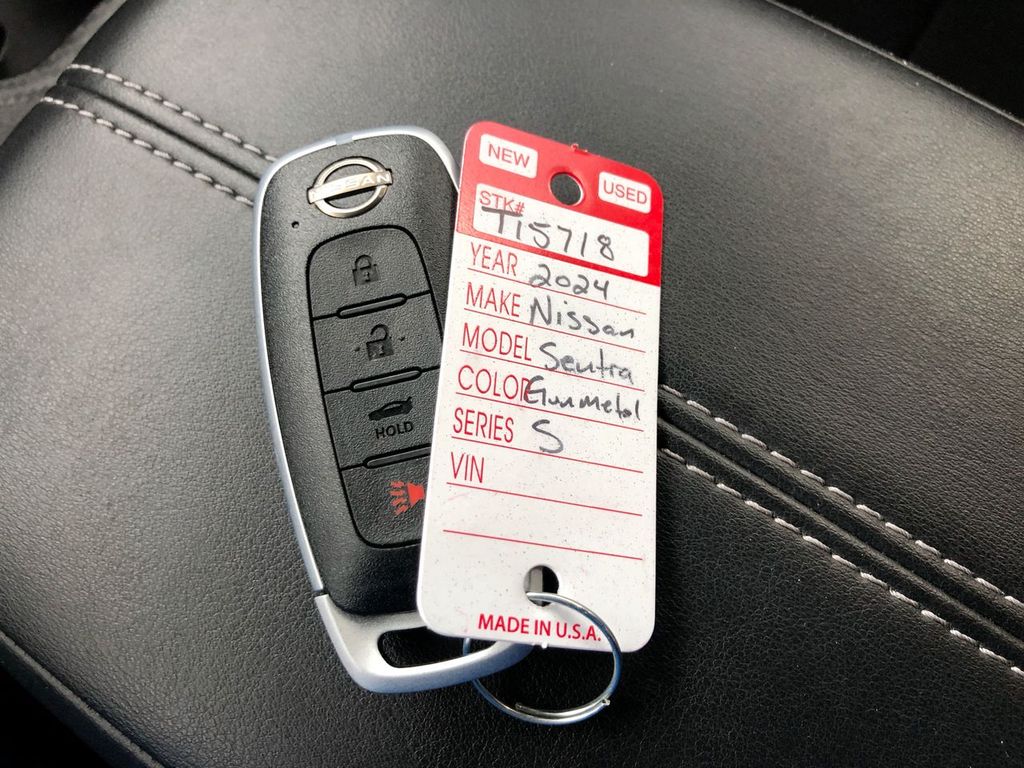 NISSAN
HOLD
NEW
USED
STK# T15718
YEAR 2024
MAKE Nissan
MODEL Sentra
COLOR Gunmetal
SERIES S
VIN
MADE IN U.S.A.